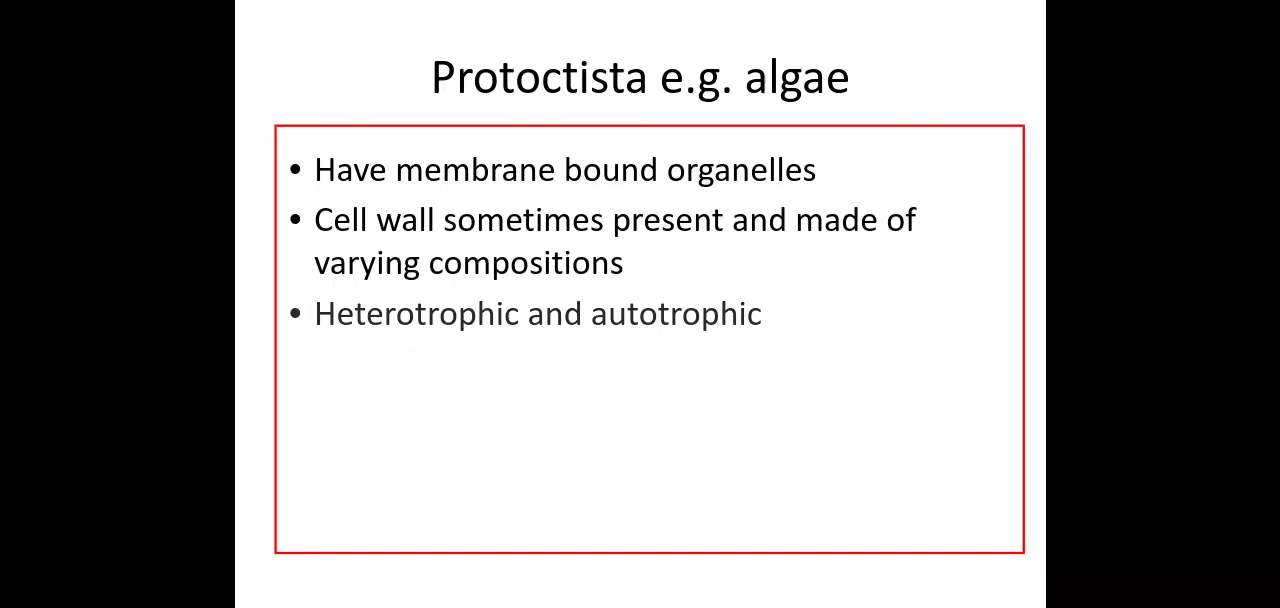 Protoctista e.g. algae
• Have membrane bound organelles
• Cell wall sometimes present and made of
varying compositions
• Heterotrophic and autotrophic